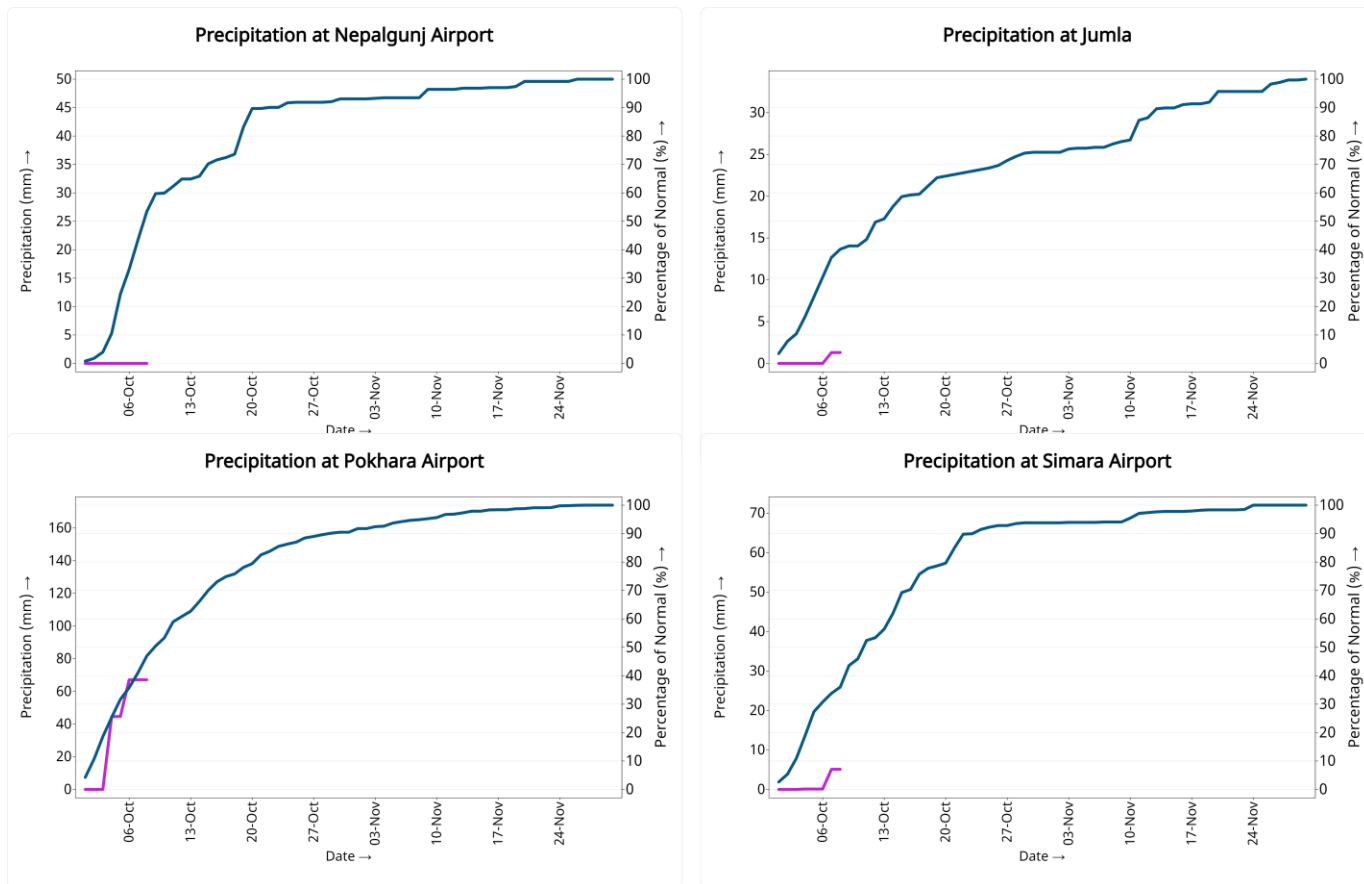 Precipitation at Nepalgunj Airport
Precipitation (mm) →
50
45
40
35
30
25
20
15
10
5
0
100
90
80
70
60
50
40
30
20
10
0
Percentage of Normal (%) →
06-Oct
13-Oct
20-Oct
27-Oct
03-Nov
10-Nov
17-Nov
24-Nov
Date →
Precipitation at Jumla
Precipitation (mm) →
30
25
20
15
10
5
0
100
90
80
70
60
50
40
30
20
10
0
Percentage of Normal (%) →
06-Oct
13-Oct
20-Oct
27-Oct
03-Nov
10-Nov
17-Nov
24-Nov
Date →
Precipitation at Pokhara Airport
Precipitation (mm) →
160
140
120
100
80
60
40
20
0
100
90
80
70
60
50
40
30
20
10
0
Percentage of Normal (%) →
06-Oct
13-Oct
20-Oct
27-Oct
03-Nov
10-Nov
17-Nov
24-Nov
Date →
Precipitation at Simara Airport
Precipitation (mm) →
70
60
50
40
30
20
10
0
100
90
80
70
60
50
40
30
20
10
0
Percentage of Normal (%) →
06-Oct
13-Oct
20-Oct
27-Oct
03-Nov
10-Nov
17-Nov
24-Nov
Date →